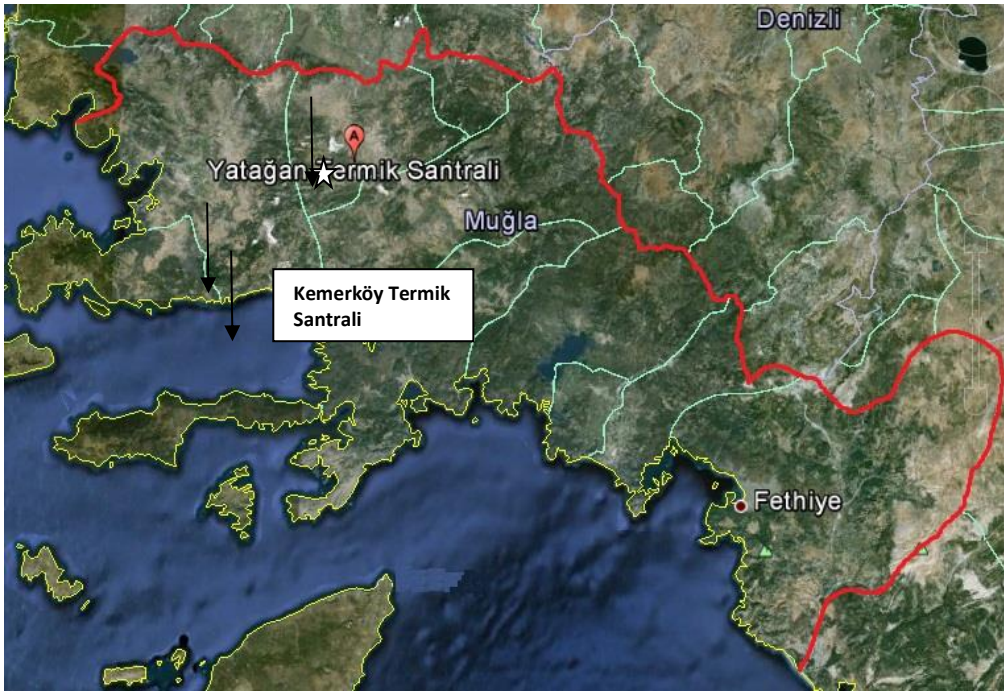 Denizli
A
Yatağan Termik Santrali
Muğla
Kemerköy Termik
Santrali
Fethiye